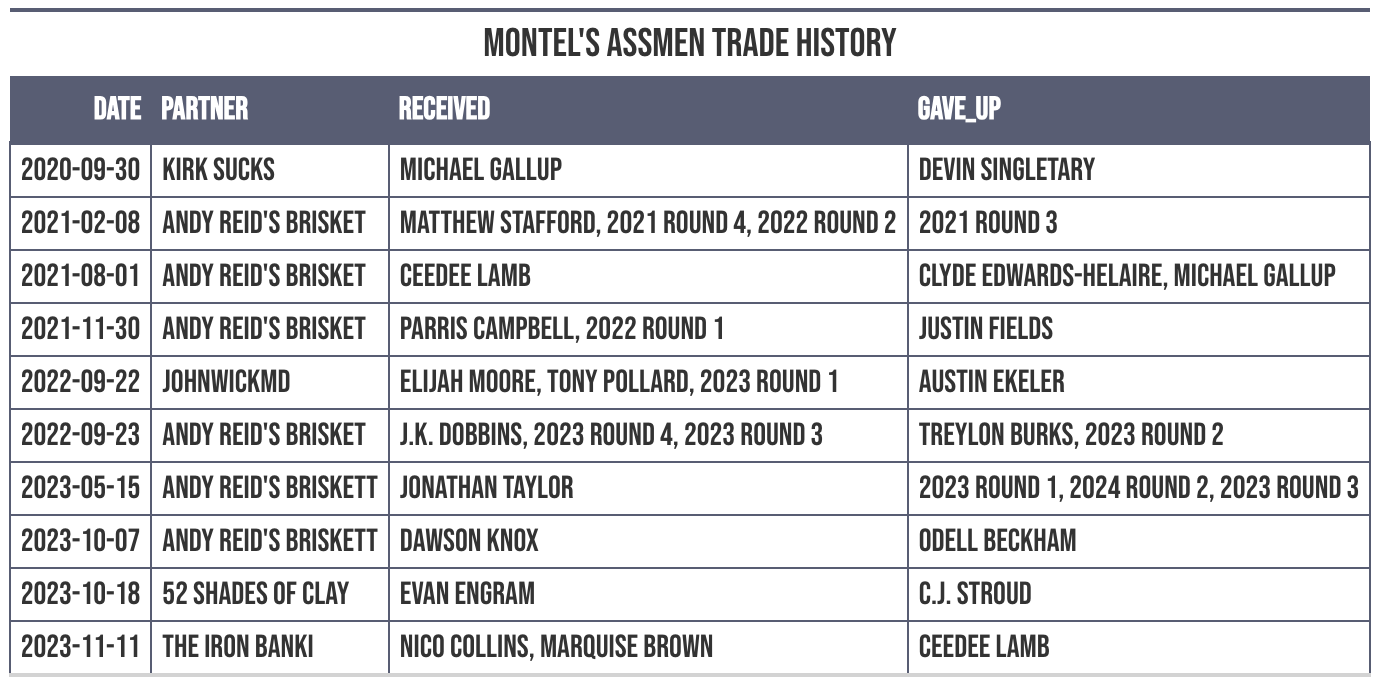 MONTEL'S ASSMEN TRADE HISTORY
DATE PARTNER RECEIVED GAVE_UP
2020-09-30 KIRK SUCKS MICHAEL GALLUP DEVIN SINGLETARY
2021-02-08 ANDY REID'S BRISKET MATTHEW STAFFORD, 2021 ROUND 4, 2022 ROUND 2 2021 ROUND 3
2021-08-01 ANDY REID'S BRISKET CEEDEE LAMB CLYDE EDWARDS-HELAIRE, MICHAEL GALLUP
2021-11-30 ANDY REID'S BRISKET PARRIS CAMPBELL, 2022 ROUND 1 JUSTIN FIELDS
2022-09-22 JOHNWICKMD ELIJAH MOORE, TONY POLLARD, 2023 ROUND 1 AUSTIN EKELER
2022-09-23 ANDY REID'S BRISKET J.K. DOBBINS, 2023 ROUND 4, 2023 ROUND 3 TREYLON BURKS, 2023 ROUND 2
2023-05-15 ANDY REID'S BRISKETT JONATHAN TAYLOR 2023 ROUND 1, 2024 ROUND 2, 2023 ROUND 3
2023-10-07 ANDY REID'S BRISKETT DAWSON KNOX ODELL BECKHAM
2023-10-18 52 SHADES OF CLAY EVAN ENGRAM C.J. STROUD
2023-11-11 THE IRON BANKI NICO COLLINS, MARQUISE BROWN CEEDEE LAMB